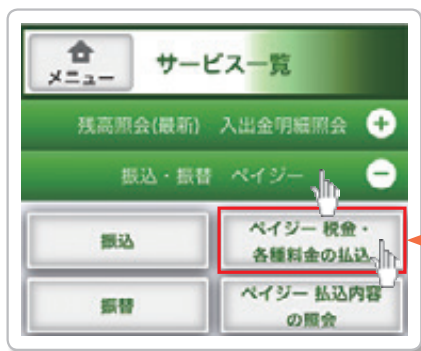 メニュー
サービス一覧
残高照会(最新) 入出金明細照会
振込・振替 ペイジー
振込
ペイジー 税金・
各種料金の払込
振替
ペイジー 払込内容
の照会